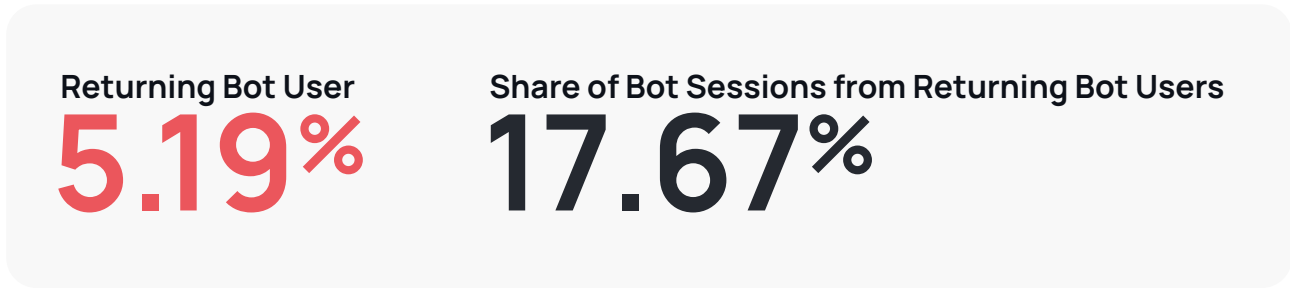 Returning Bot User
5.19%
Share of Bot Sessions from Returning Bot Users
17.67%